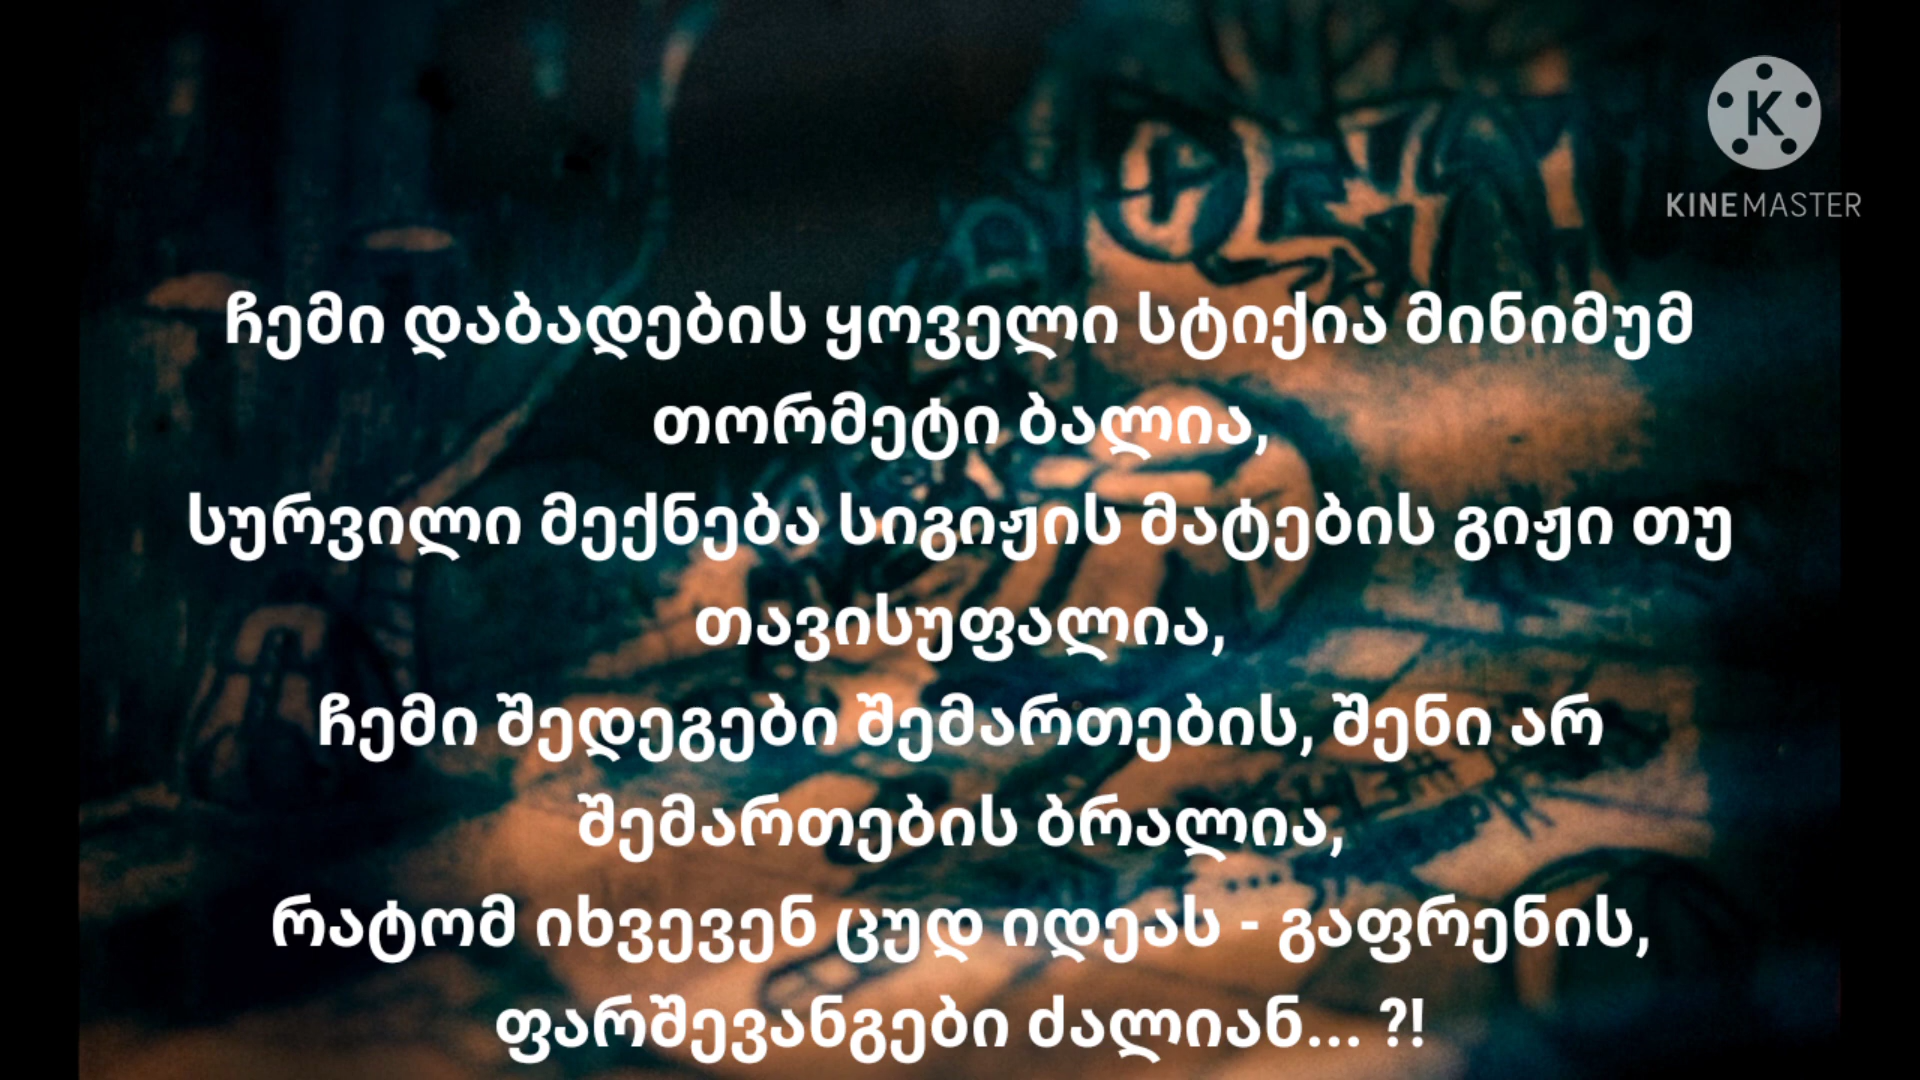 KINEMASTER
ჩემი დაბადების ყოველი სტიქია მინიმუმ
თორმეტი ბალია,
სურვილი მექნება სიგიჟის მატების გიჟი თუ
თავისუფალია,
ჩემი შედეგები შემართების, შენი არ
შემართების ბრალია,
რატომ იხვევენ ცუდ იდეას - გაფრენის,
ფარშევანგები ძალიან... ?!